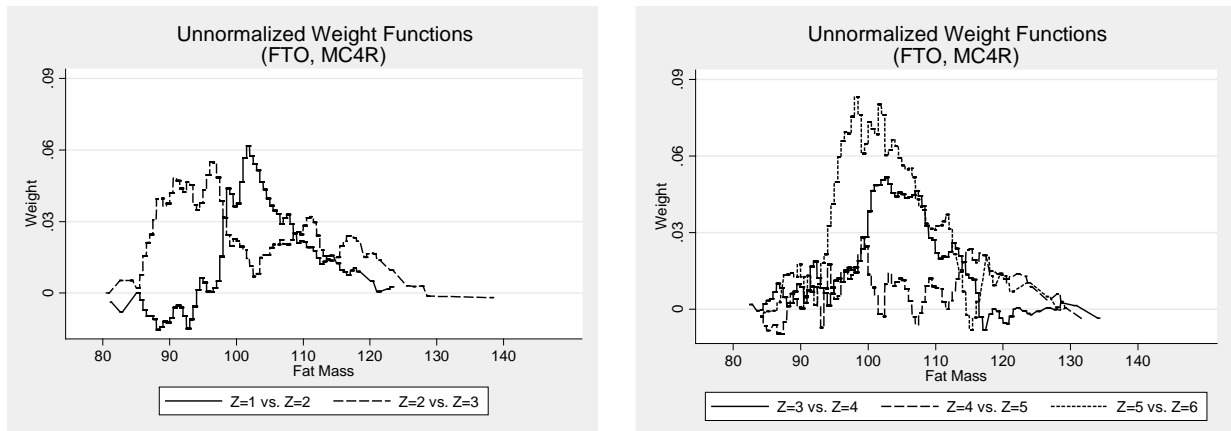 Unnormalized Weight Functions
(FTO, MC4R)
Weight
.09
.06
.03
0
80
90
100
110
120
130
140
Fat Mass
Z=1 vs. Z=2
Z=2 vs. Z=3
Unnormalized Weight Functions
(FTO, MC4R)
Weight
.09
.06
.03
0
80
90
100
110
120
130
140
Fat Mass
Z=3 vs. Z=4
Z=4 vs. Z=5
Z=5 vs. Z=6